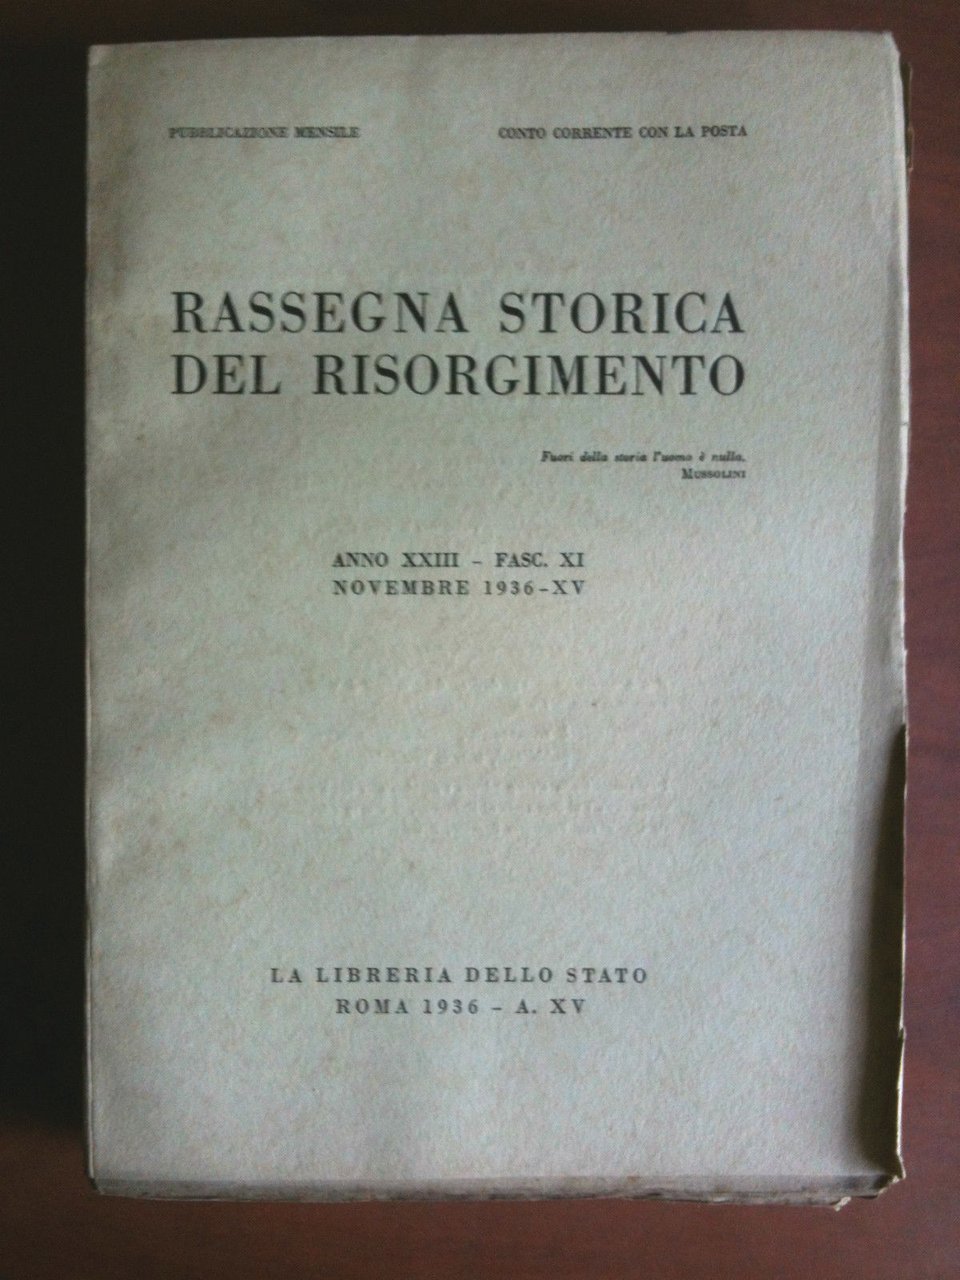 PUBBLICAZIONE MENSILE CONTO CORRENTE CON LA POSTA
RASSEGNA STORICA
DEL RISORGIMENTO
Fuori della storia l'uomo è nulla.
MUSSOLINI
ANNO XXIII - FASC. XI
NOVEMBRE 1936-XV
LA LIBRERIA DELLO STATO
ROMA 1936 - A. XV